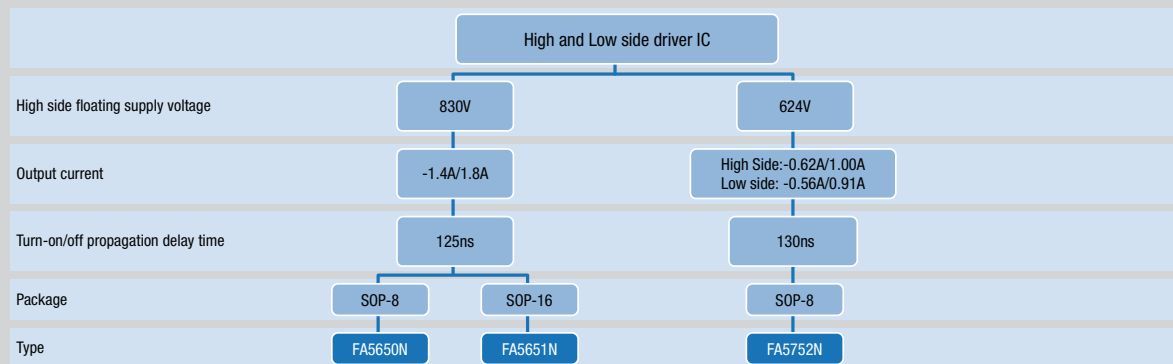 High and Low side driver IC
High side floating supply voltage
830V
624V
Output current
-1.4A/1.8A
High Side:-0.62A/1.00A
Low side: -0.56A/0.91A
Turn-on/off propagation delay time
125ns
130ns
Package
SOP-8
SOP-16
SOP-8
Type
FA5650N
FA5651N
FA5752N